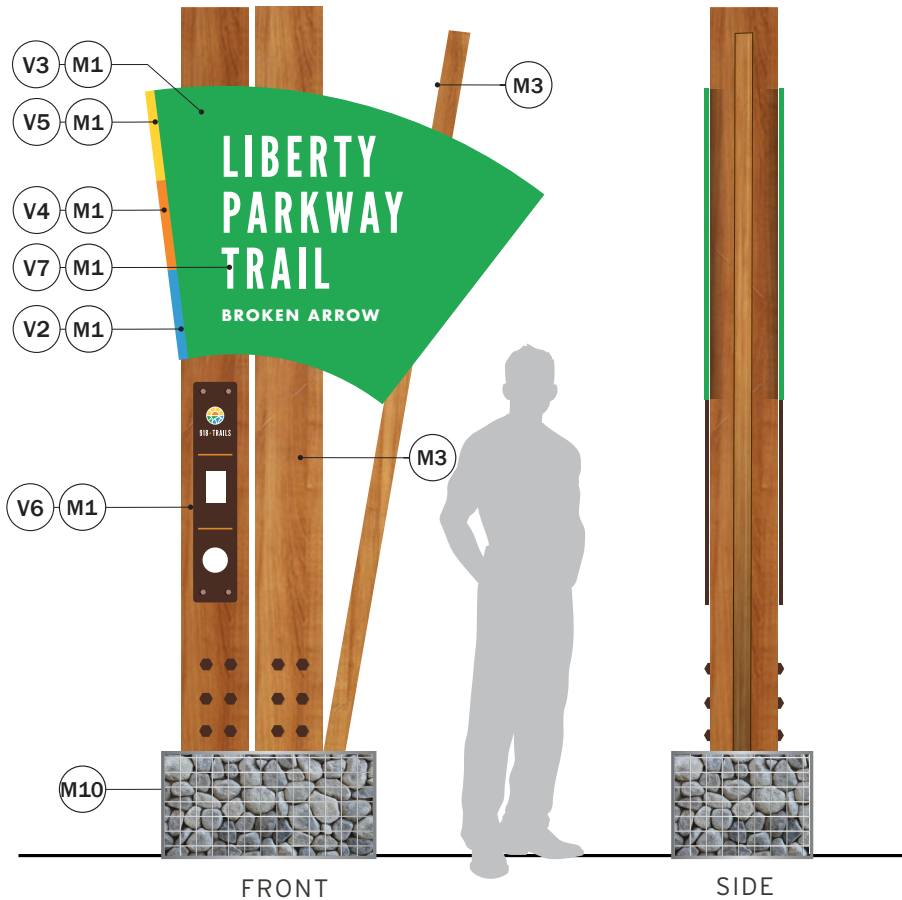 V3 M1
M3
V5 M1
LIBERTY
PARKWAY
TRAIL
BROKEN ARROW
V4 M1
V7 M1
V2 M1
918·TRAILS
M3
V6 M1
M10
FRONT
SIDE